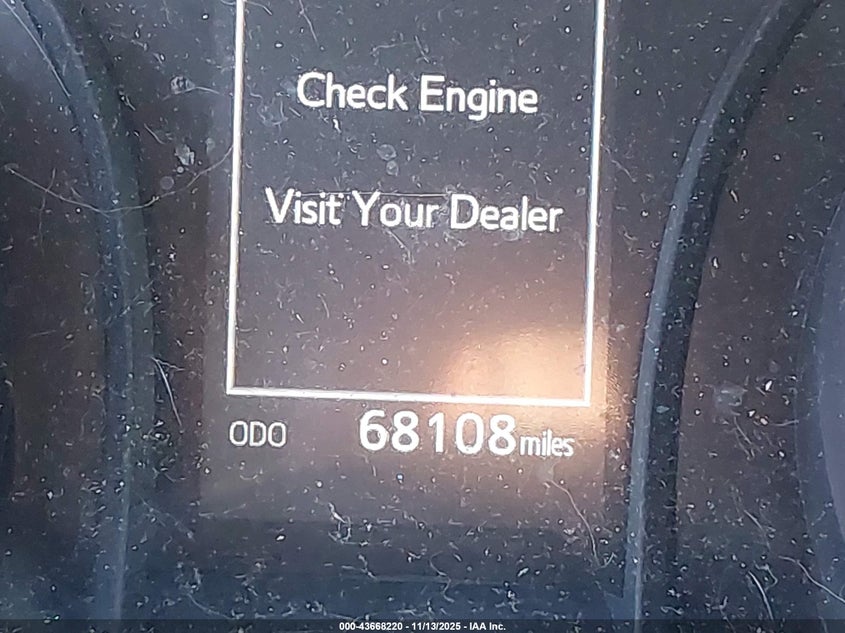 Check Engine
Visit Your Dealer
ODO 68108 miles
000-43668220 - 11/13/2025 - IAA Inc.